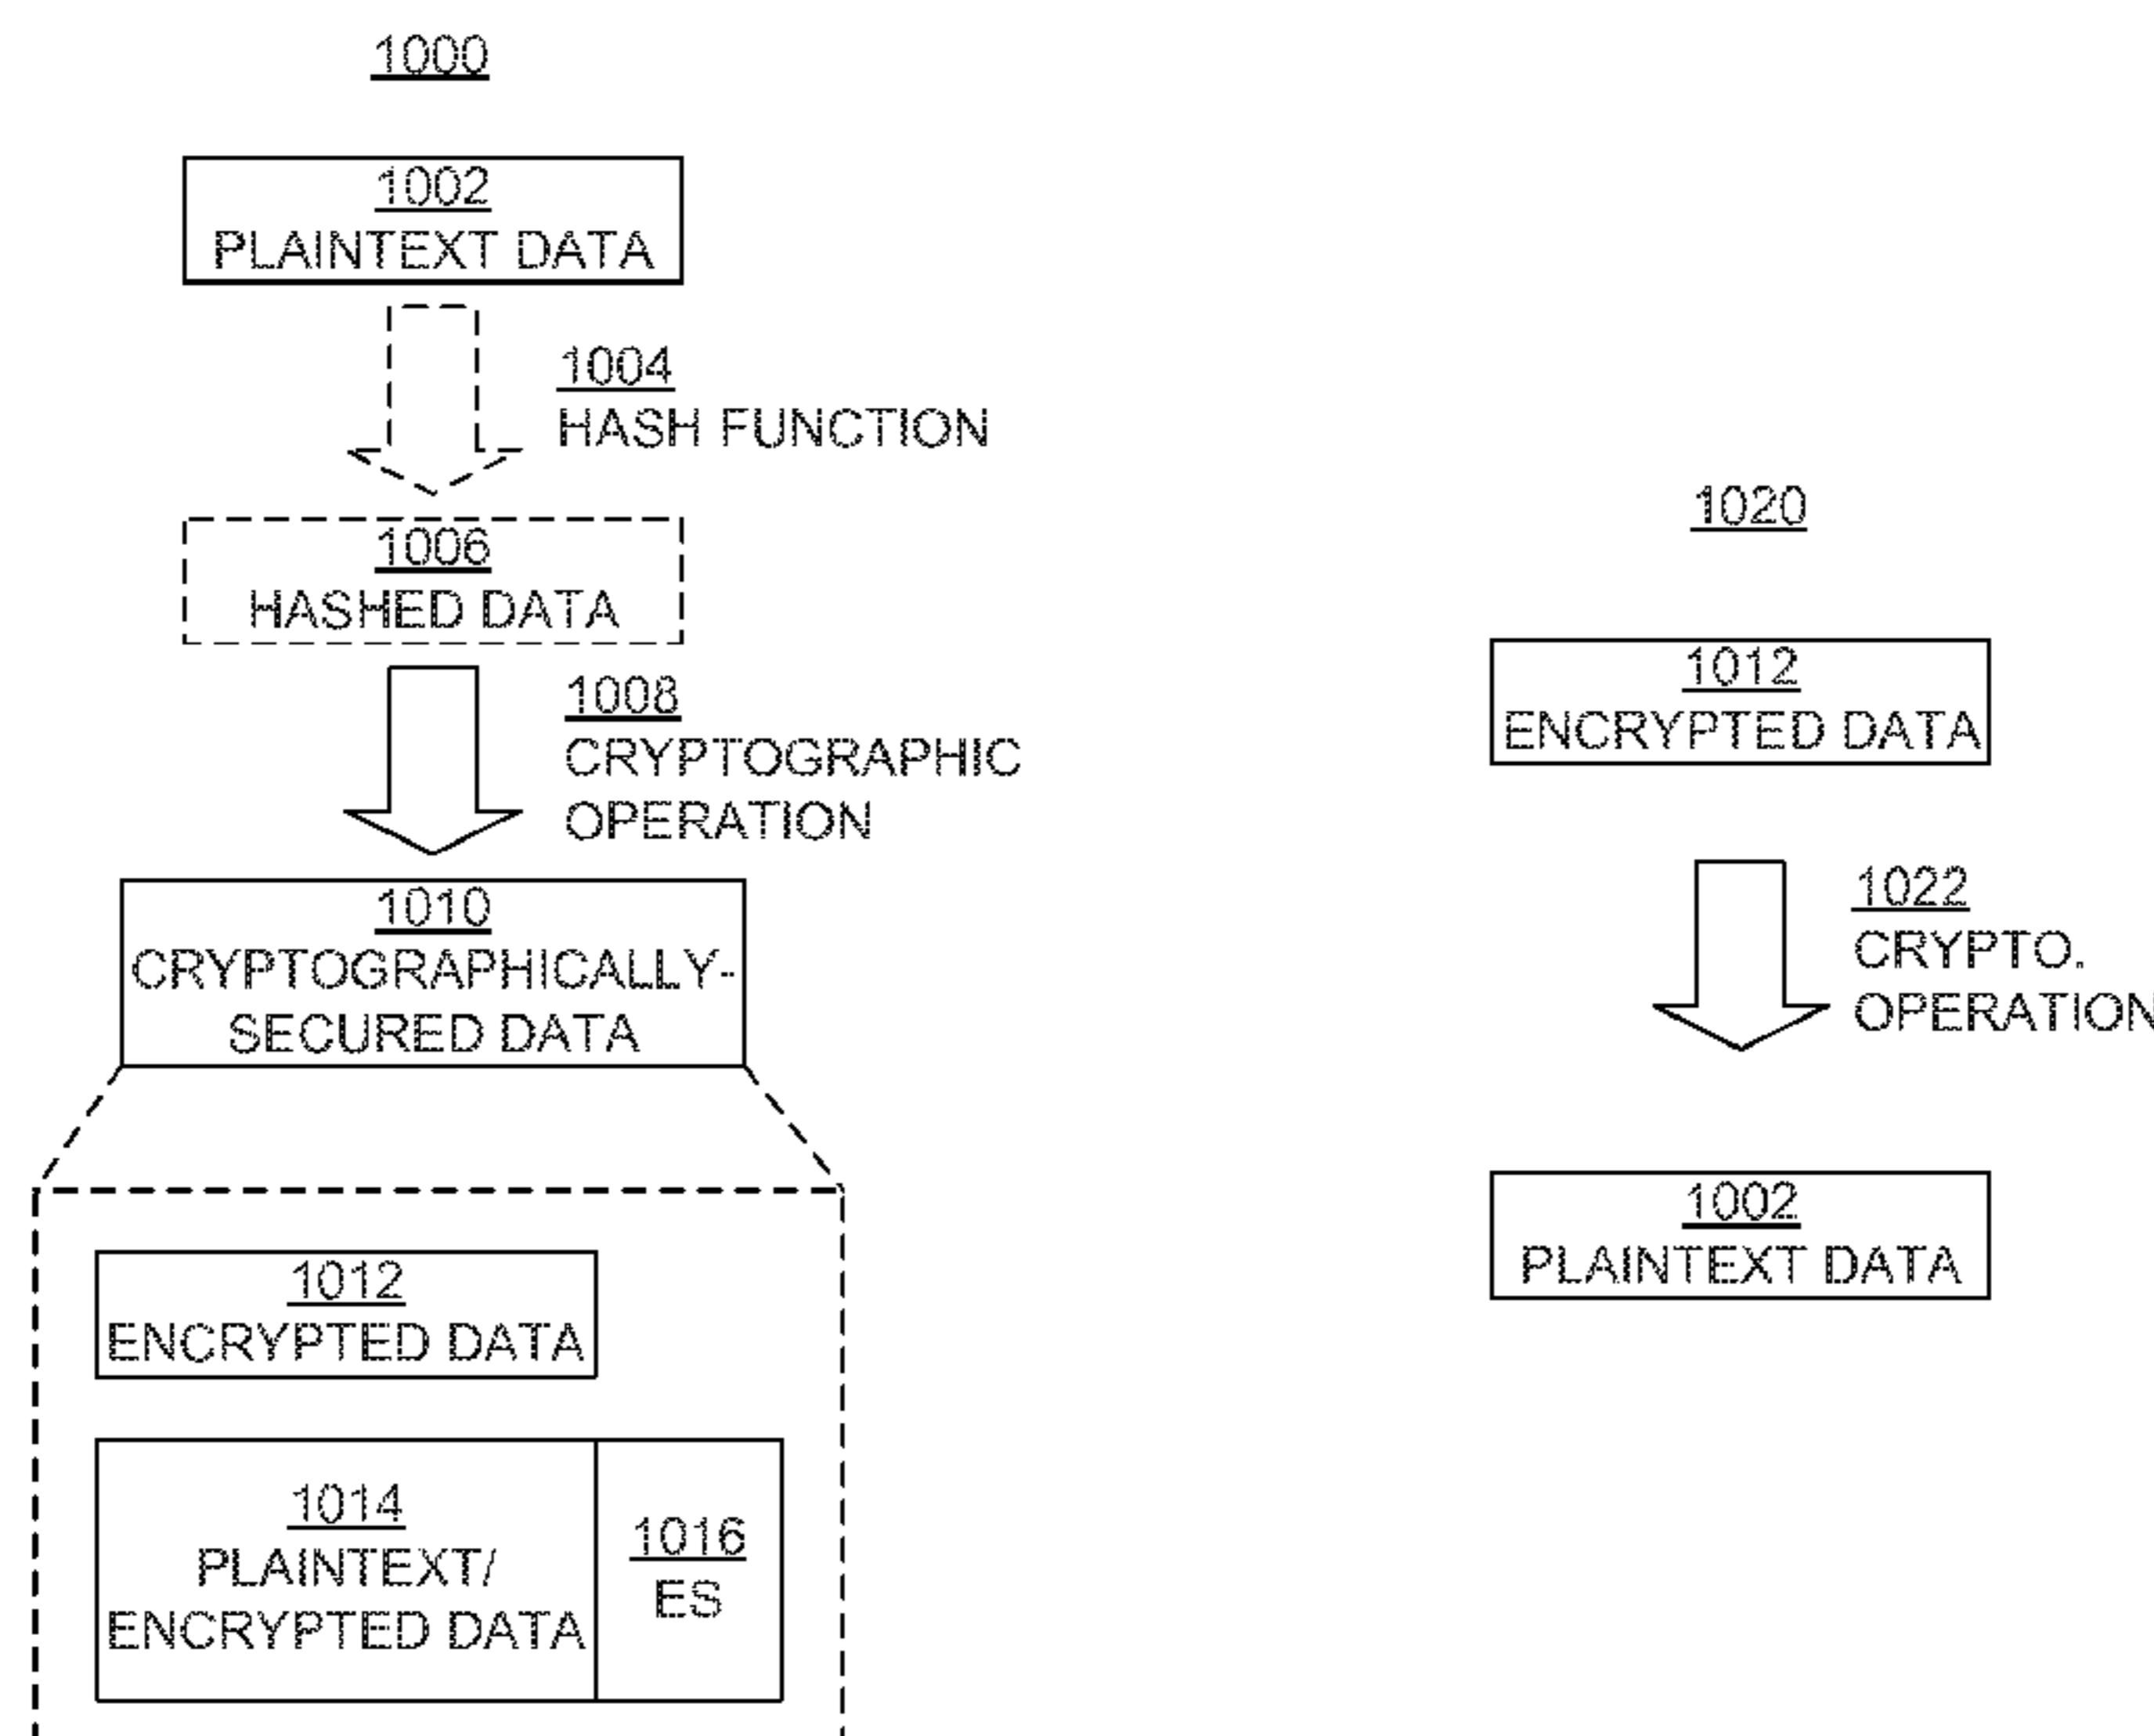 1000
1002
PLAINTEXT DATA
1004
HASH FUNCTION
1006
HASHED DATA
1008
CRYPTOGRAPHIC
OPERATION
1010
CRYPTOGRAPHICALLY-
SECURED DATA
1012
ENCRYPTED DATA
1014
PLAINTEXT/
ENCRYPTED DATA
1016
ES
1020
1012
ENCRYPTED DATA
1022
CRYPTO.
OPERATION
1002
PLAINTEXT DATA